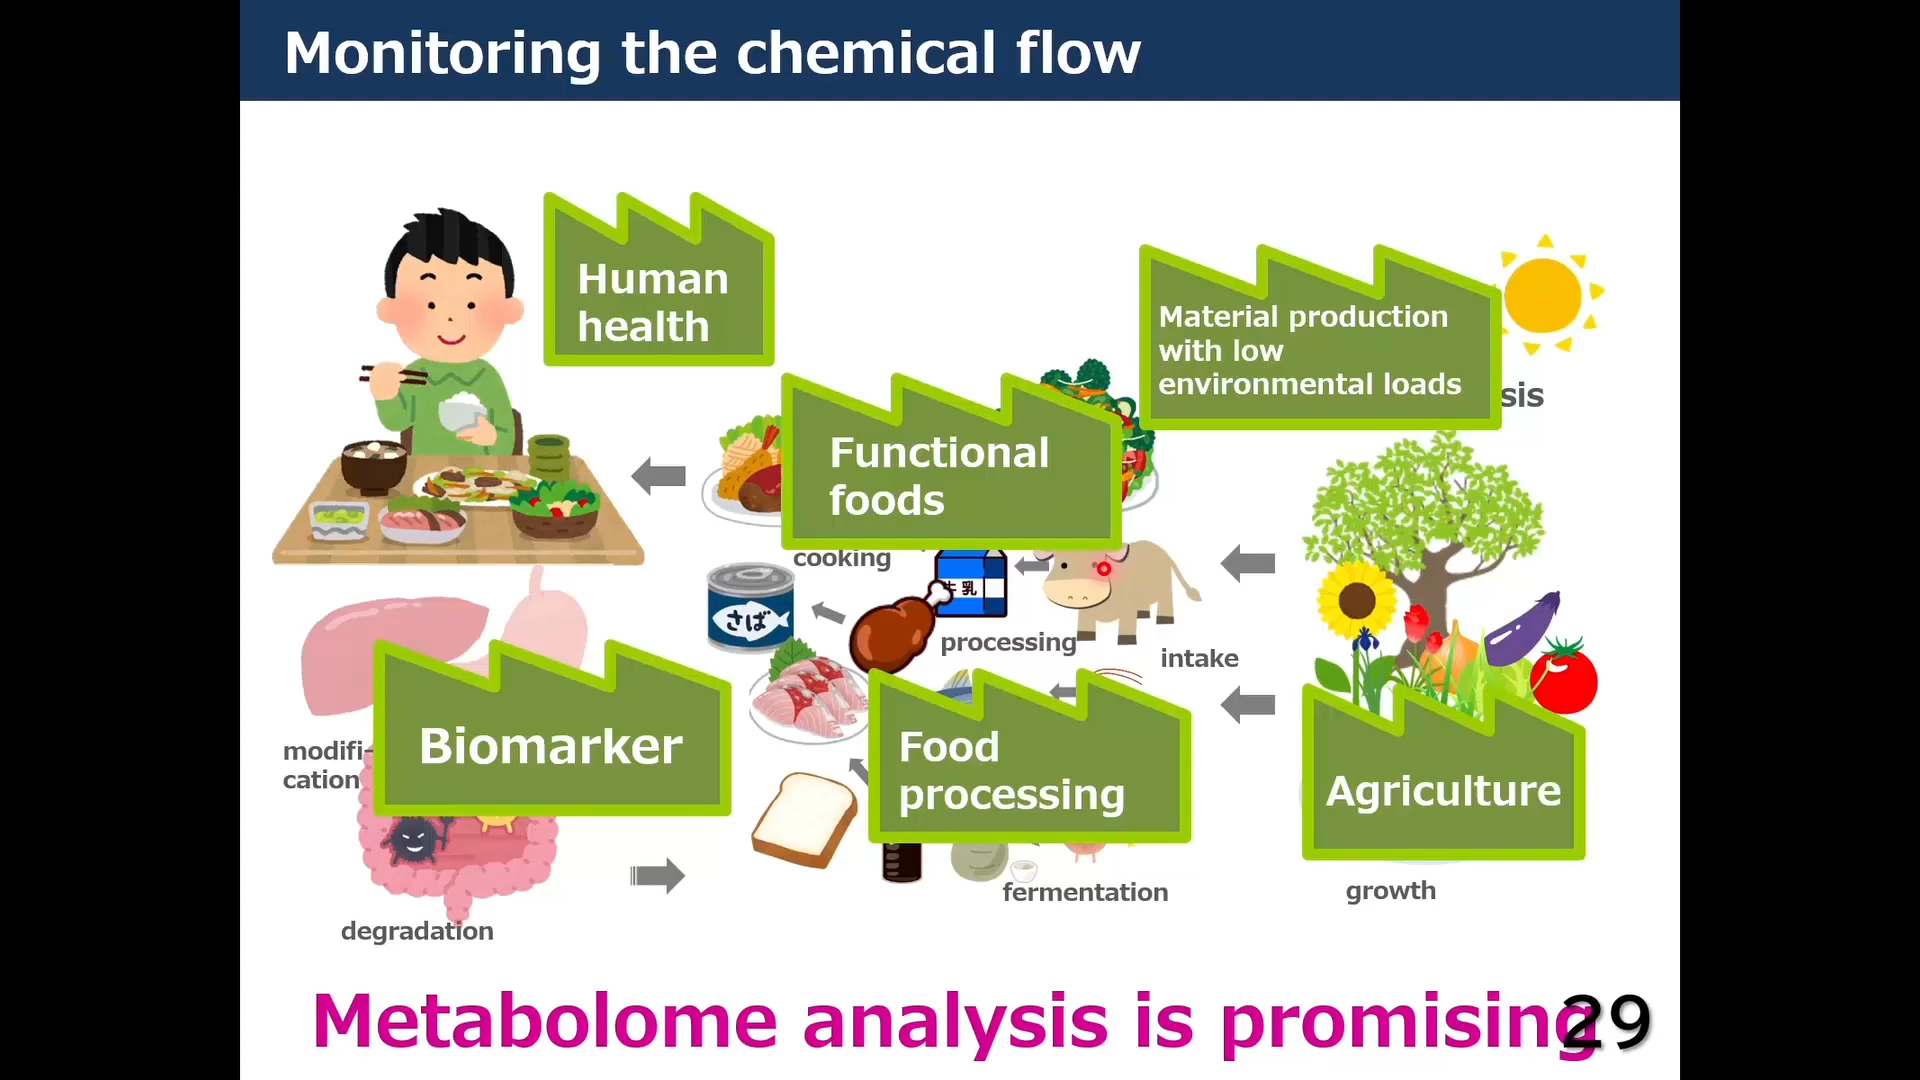 Monitoring the chemical flow
Human
health
Material production
with low
environmental loads
sis
Functional
foods
cooking
牛乳
さば
processing
intake
Biomarker
modifi-
cation
Food
processing
Agriculture
fermentation
growth
degradation
Metabolome analysis is promising
29